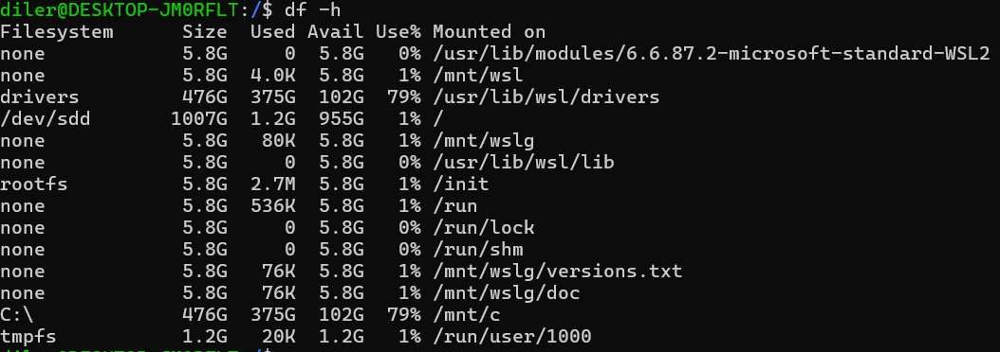 diler@DESKTOP-JM0RFLT:/$ df -h
Filesystem      Size  Used Avail Use% Mounted on
none            5.8G     0  5.8G   0% /usr/lib/modules/6.6.87.2-microsoft-standard-WSL2
none            5.8G  4.0K  5.8G   1% /mnt/wsl
drivers         476G  375G  102G  79% /usr/lib/wsl/drivers
/dev/sdd       1007G  1.2G  955G   1% /
none            5.8G   80K  5.8G   1% /mnt/wslg
none            5.8G     0  5.8G   0% /usr/lib/wsl/lib
rootfs          5.8G  2.7M  5.8G   1% /init
none            5.8G  536K  5.8G   1% /run
none            5.8G     0  5.8G   0% /run/lock
none            5.8G     0  5.8G   0% /run/shm
none            5.8G   76K  5.8G   1% /mnt/wslg/versions.txt
none            5.8G   76K  5.8G   1% /mnt/wslg/doc
C:\             476G  375G  102G  79% /mnt/c
tmpfs           1.2G   20K  1.2G   1% /run/user/1000